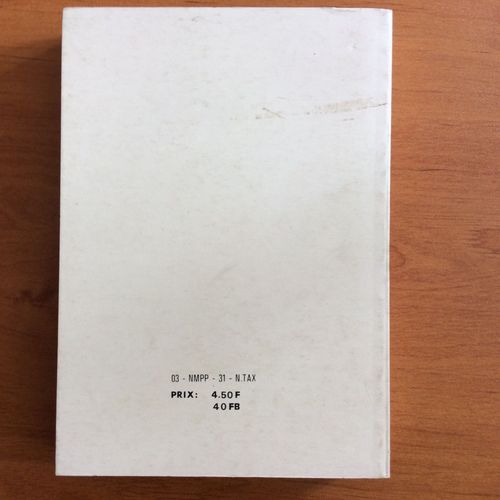 03 - NMPP - 31 - N.TAX
PRIX: 4.50 F
40 FB